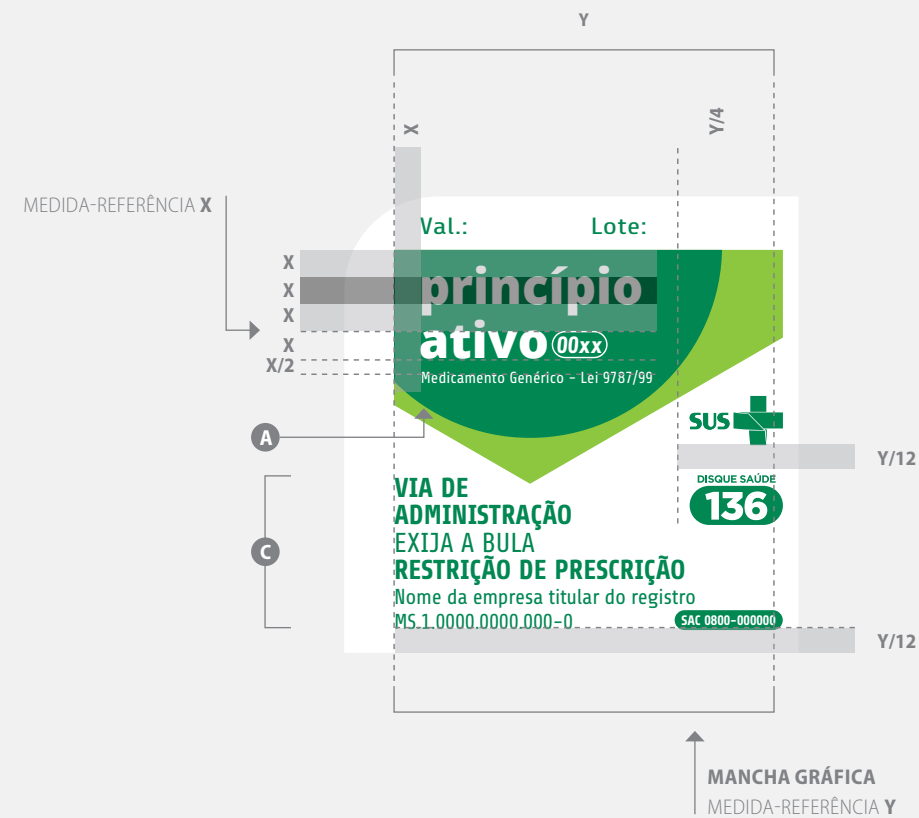 Y
X
Y/4
MEDIDA-REFERÊNCIA X
Val.: Lote:
X
X
X
X
X/2
princípio
ativo 00xx
Medicamento Genérico - Lei 9787/99
A
SUS
Y/12
DISQUE SAÚDE
136
C
VIA DE
ADMINISTRAÇÃO
EXIJA A BULA
RESTRIÇÃO DE PRESCRIÇÃO
Nome da empresa titular do registro
MS.1.0000.0000.000-0
SAC 0800-000000
Y/12
MANCHA GRÁFICA
MEDIDA-REFERÊNCIA Y